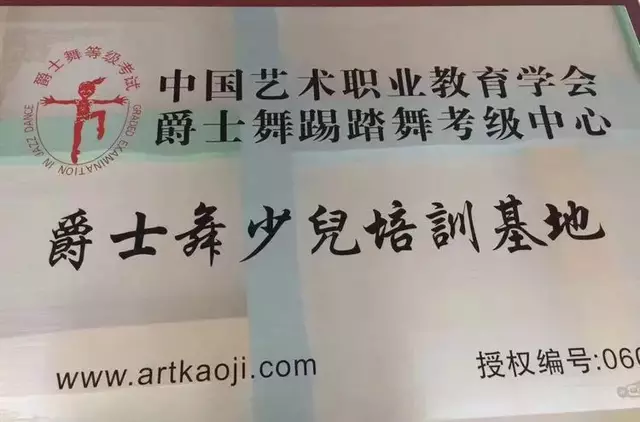 爵士舞等级考试
GRADED EXAMINATION IN JAZZ DANCE
中国艺术职业教育学会
爵士舞踢踏舞考级中心
爵士舞少兒培訓基地
www.artkaoji.com
授权编号:060